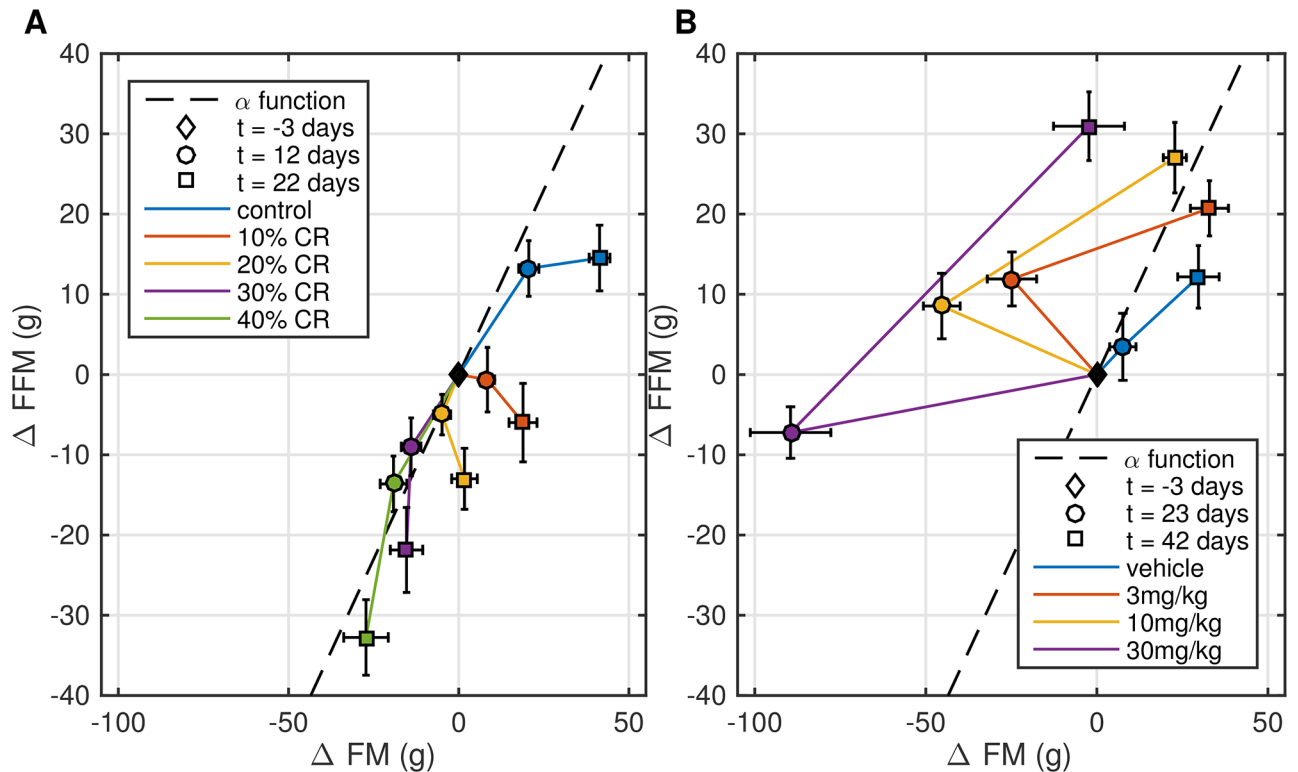 A
40
30
20
10
0
-10
-20
-30
-40
Δ FFM (g)
-100
-50
0
50
Δ FM (g)
α function
t = -3 days
t = 12 days
t = 22 days
control
10% CR
20% CR
30% CR
40% CR
B
40
30
20
10
0
-10
-20
-30
-40
Δ FFM (g)
-100
-50
0
50
Δ FM (g)
α function
t = -3 days
t = 23 days
t = 42 days
vehicle
3mg/kg
10mg/kg
30mg/kg